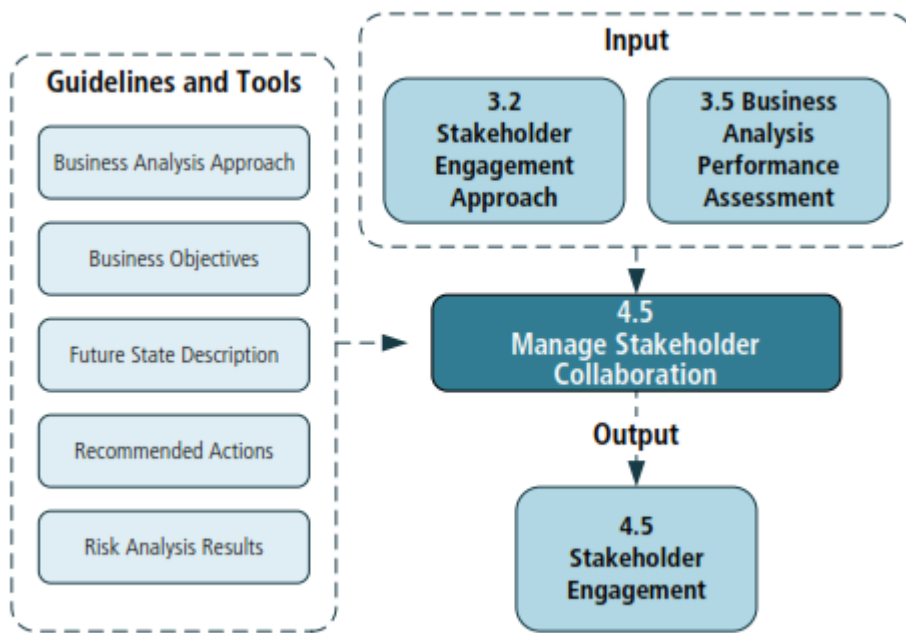 Guidelines and Tools
Business Analysis Approach
Business Objectives
Future State Description
Recommended Actions
Risk Analysis Results
Input
3.2
Stakeholder
Engagement
Approach
3.5 Business
Analysis
Performance
Assessment
4.5
Manage Stakeholder
Collaboration
Output
4.5
Stakeholder
Engagement